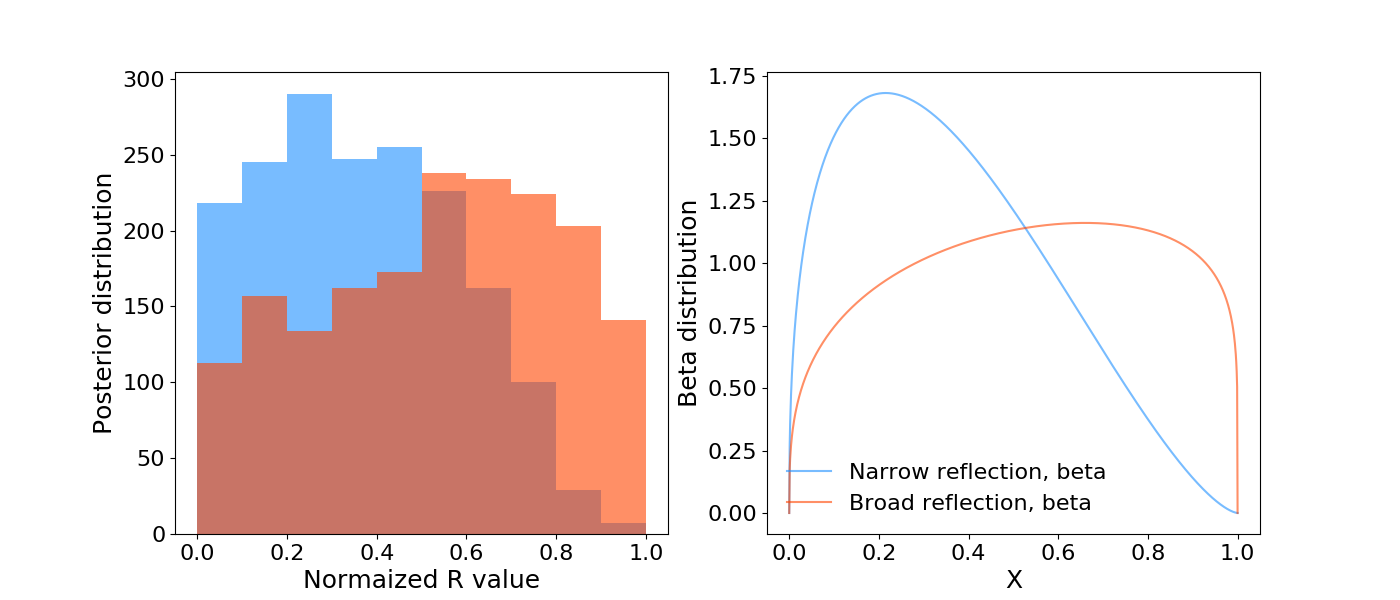 Posterior distribution
300
250
200
150
100
50
0
0.0 0.2 0.4 0.6 0.8 1.0
Normaized R value
Beta distribution
1.75
1.50
1.25
1.00
0.75
0.50
0.25
0.00
Narrow reflection, beta
Broad reflection, beta
0.0 0.2 0.4 0.6 0.8 1.0
X